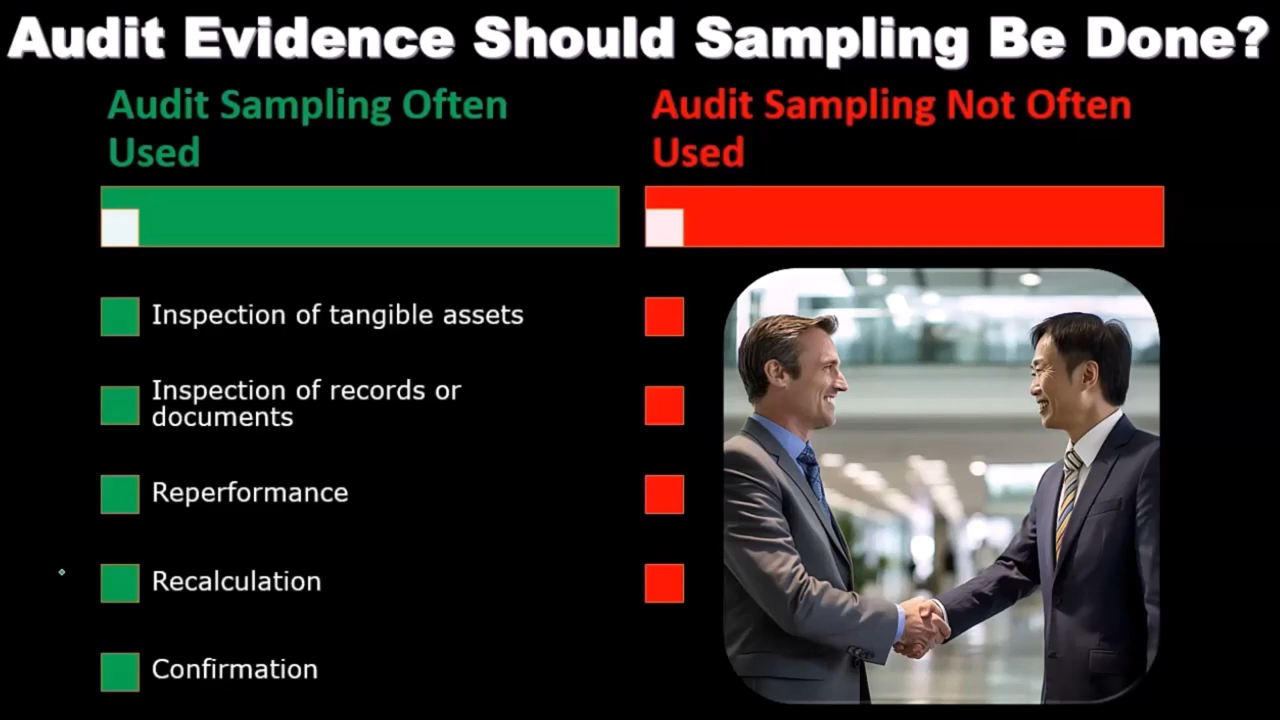 Audit Evidence Should Sampling Be Done?
Audit Sampling Often
Used
Audit Sampling Not Often
Used
Inspection of tangible assets
Inspection of records or
documents
Reperformance
Recalculation
Confirmation